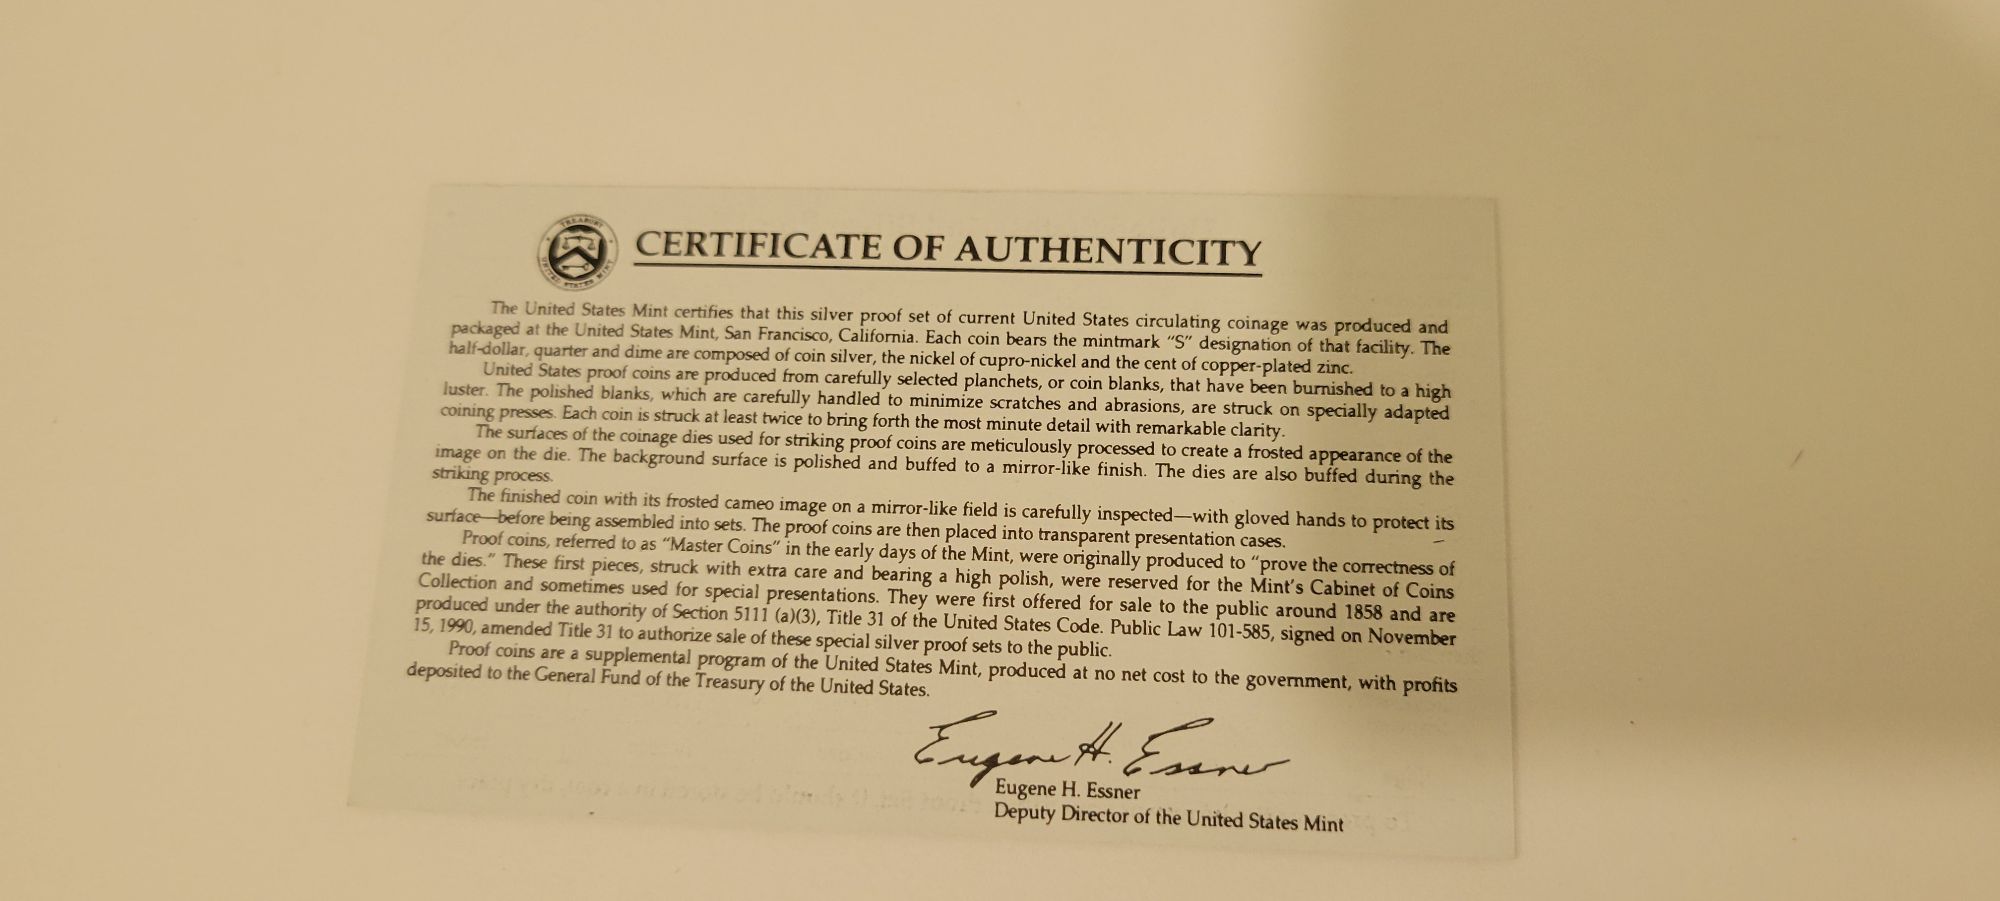 TREASURY
UNITED STATES MINT
CERTIFICATE OF AUTHENTICITY
The United States Mint certifies that this silver proof set of current United States circulating coinage was produced and
packaged at the United States Mint, San Francisco, California. Each coin bears the mintmark “S” designation of that facility. The
half-dollar, quarter and dime are composed of coin silver, the nickel of cupro-nickel and the cent of copper-plated zinc.
United States proof coins are produced from carefully selected planchets, or coin blanks, that have been burnished to a high
luster. The polished blanks, which are carefully handled to minimize scratches and abrasions, are struck on specially adapted
coining presses. Each coin is struck at least twice to bring forth the most minute detail with remarkable clarity.
The surfaces of the coinage dies used for striking proof coins are meticulously processed to create a frosted appearance of the
image on the die. The background surface is polished and buffed to a mirror-like finish. The dies are also buffed during the
striking process.
The finished coin with its frosted cameo image on a mirror-like field is carefully inspected—with gloved hands to protect its
surface—before being assembled into sets. The proof coins are then placed into transparent presentation cases.
Proof coins, referred to as “Master Coins” in the early days of the Mint, were originally produced to “prove the correctness of
the dies.” These first pieces, struck with extra care and bearing a high polish, were reserved for the Mint’s Cabinet of Coins
Collection and sometimes used for special presentations. They were first offered for sale to the public around 1858 and are
produced under the authority of Section 5111 (a)(3), Title 31 of the United States Code. Public Law 101-585, signed on November
15, 1990, amended Title 31 to authorize sale of these special silver proof sets to the public.
Proof coins are a supplemental program of the United States Mint, produced at no net cost to the government, with profits
deposited to the General Fund of the Treasury of the United States.
Eugene H. Essner
Eugene H. Essner
Deputy Director of the United States Mint